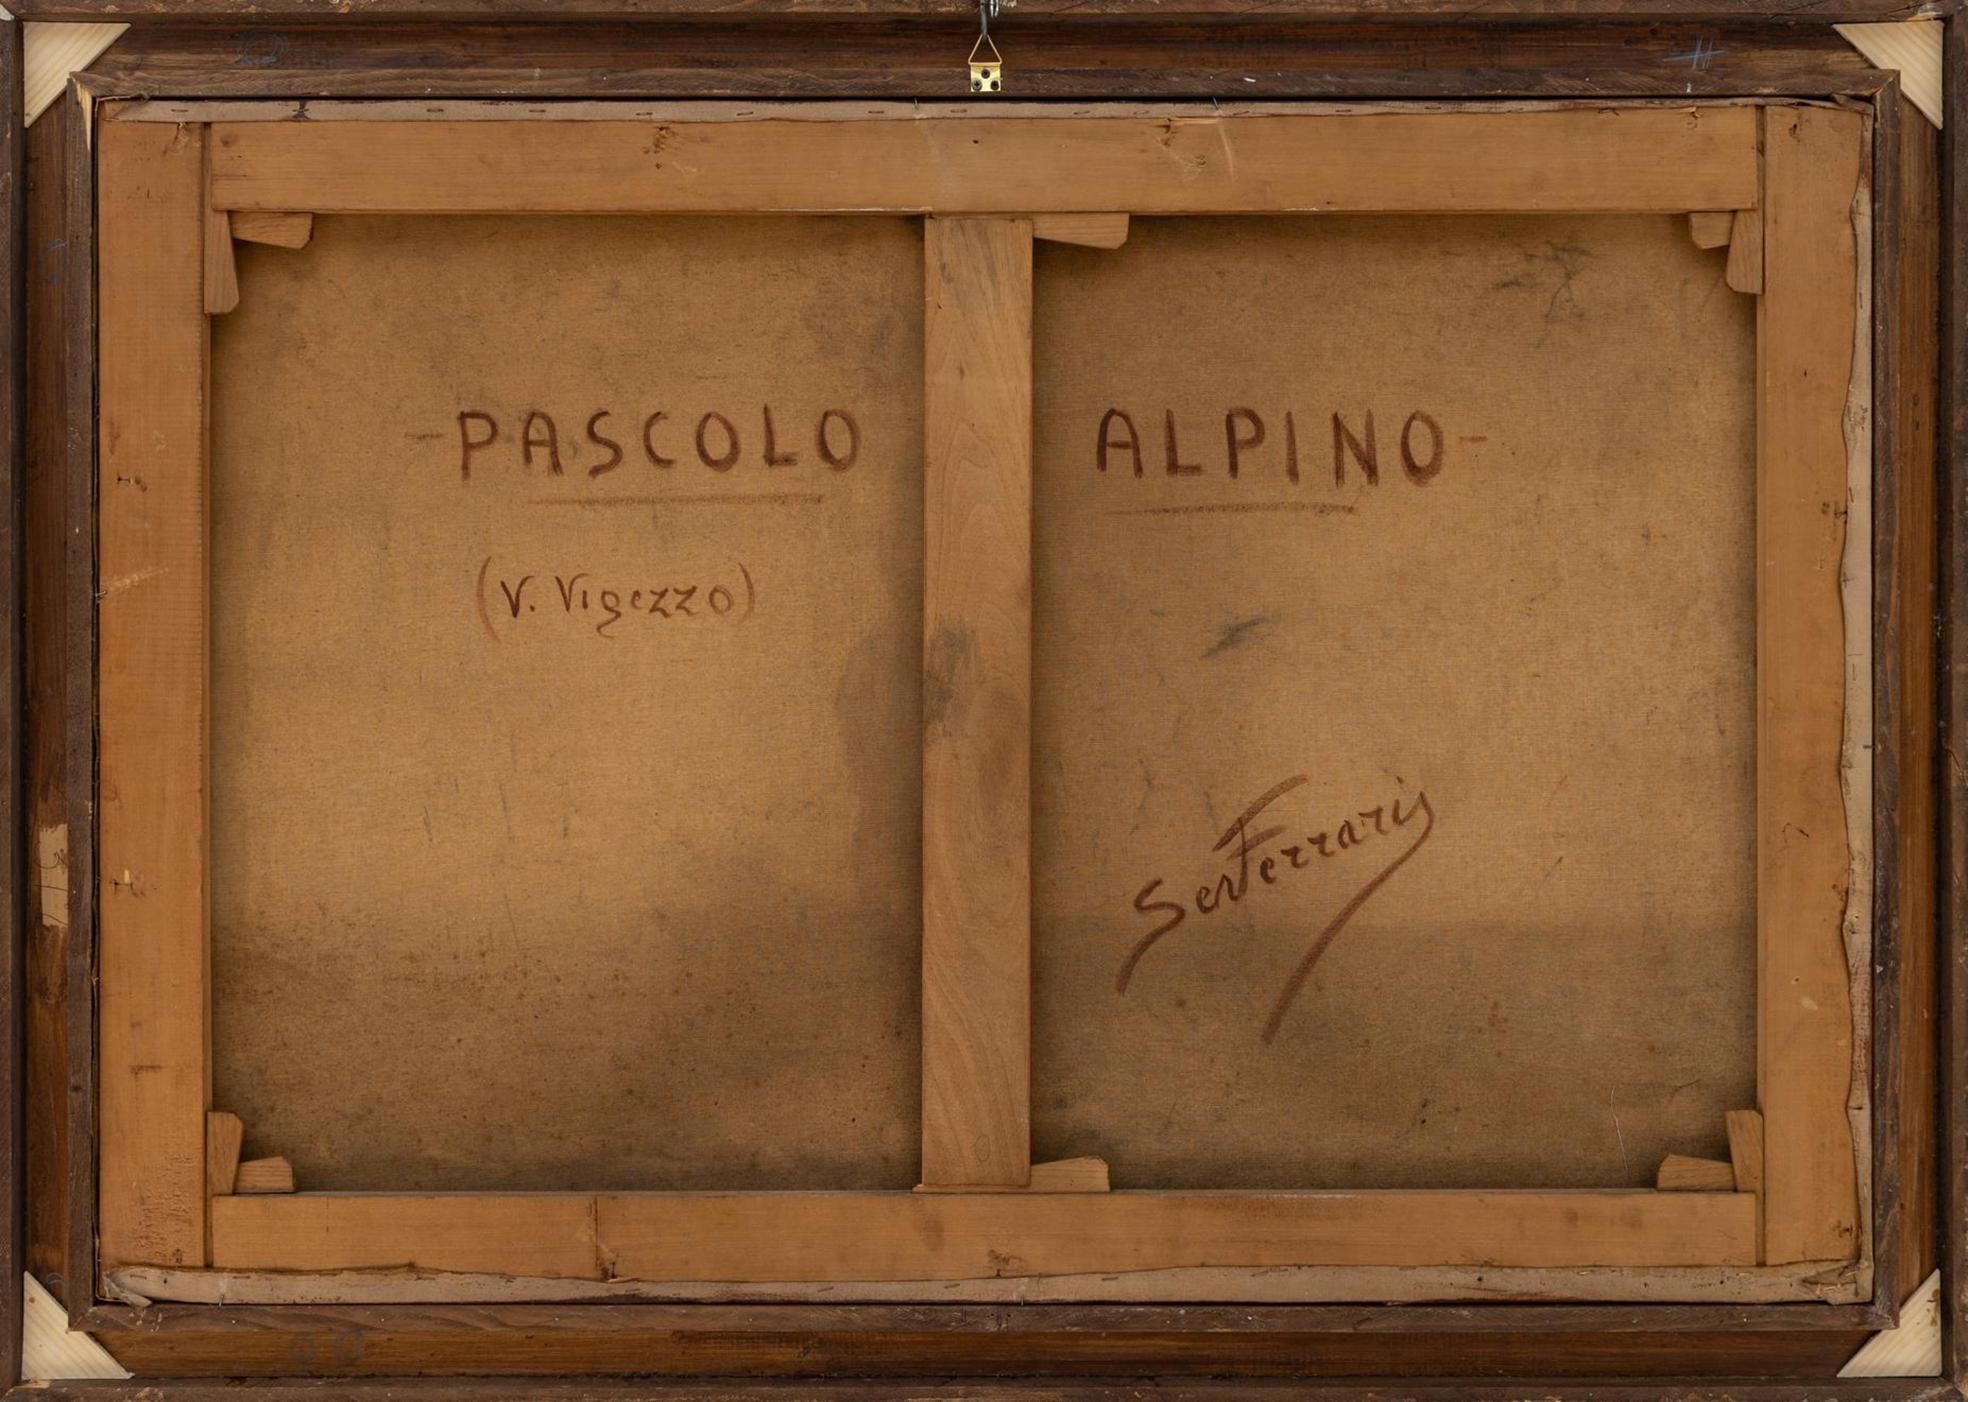 -PASCOLO ALPINO-
(V. Vigezzo)
SerFerraris